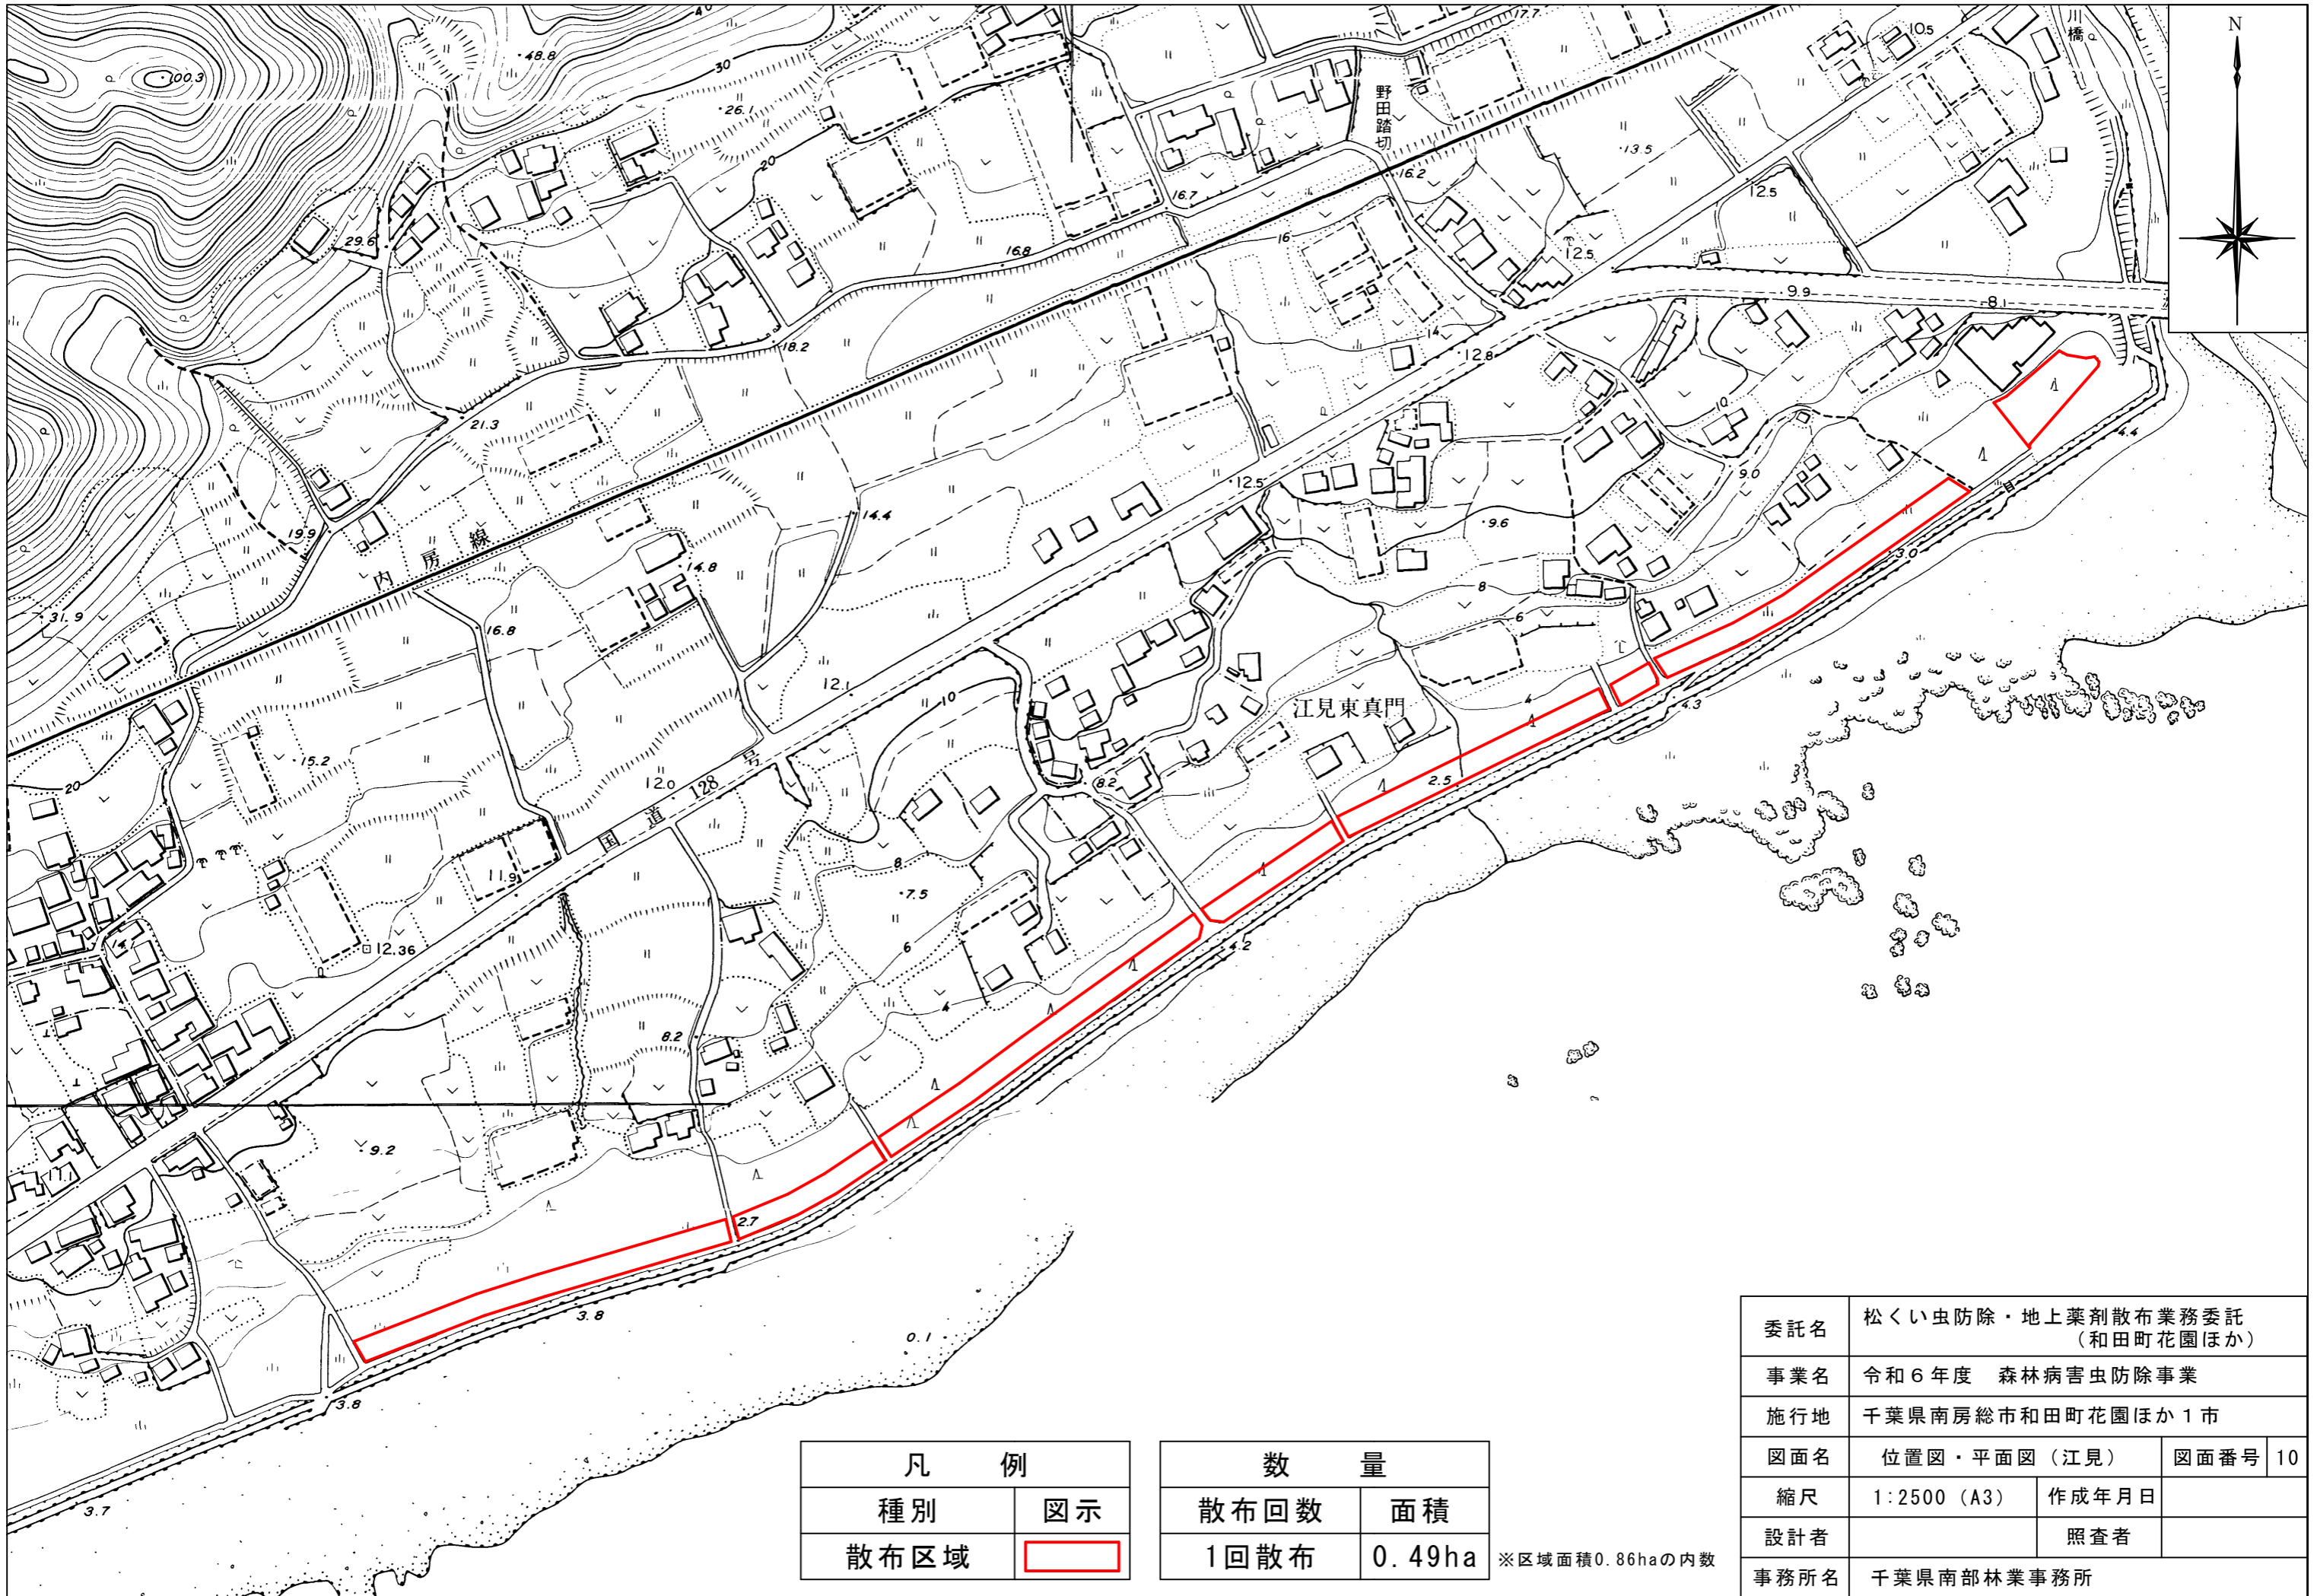 40
17.7
川橋
10.5
N
48.8
100.3
30
26.1
野田踏切
13.5
20
16.7
16.2
12.5
29.6
16.8
16
12.5
9.9
8.1
18.2
14
12.8
10
21.3
4.4
12.5
9.0
14.4
9.6
19.9
内房線
14.8
3.0
8
31.9
16.8
6
12.1
10
江見東真門
4
4.3
15.2
20
12.0
国道128号
8.2
2.5
11.9
8
7.5
12.36
6
4.2
4
8.2
9.2
11.1
2.7
3.8
0.1
3.8
3.7
凡 例
種別 図示
散布区域
数 量
散布回数 面積
1回散布 0.49ha ※区域面積0.86haの内数
委託名 松くい虫防除・地上薬剤散布業務委託
（和田町花園ほか）
事業名 令和６年度 森林病害虫防除事業
施行地 千葉県南房総市和田町花園ほか１市
図面名 位置図・平面図（江見） 図面番号 10
縮尺 1:2500（A3） 作成年月日
設計者 照査者
事務所名 千葉県南部林業事務所